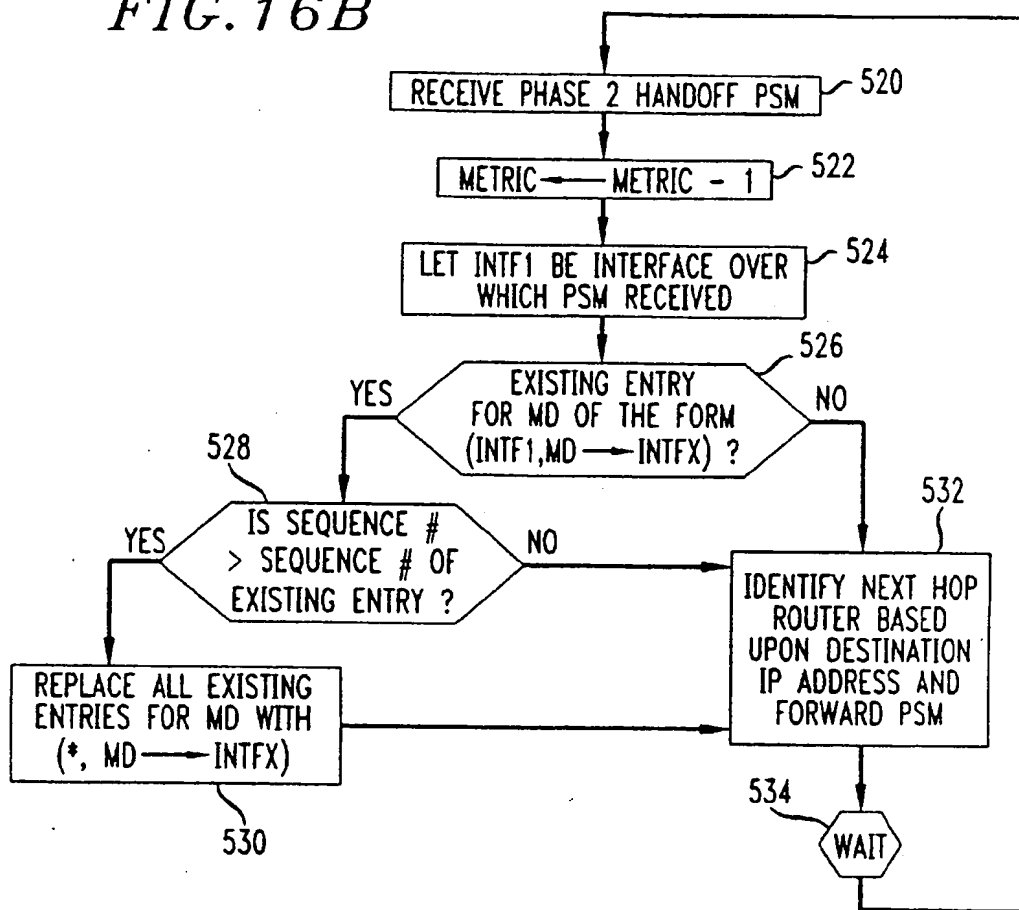 FIG. 16B
RECEIVE PHASE 2 HANDOFF PSM
520
METRIC ← METRIC - 1
522
LET INTF1 BE INTERFACE OVER
WHICH PSM RECEIVED
524
526
EXISTING ENTRY
FOR MD OF THE FORM
(INTF1,MD → INTFX) ?
YES
NO
528
IS SEQUENCE #
> SEQUENCE # OF
EXISTING ENTRY ?
YES
NO
532
IDENTIFY NEXT HOP
ROUTER BASED
UPON DESTINATION
IP ADDRESS AND
FORWARD PSM
REPLACE ALL EXISTING
ENTRIES FOR MD WITH
(*, MD → INTFX)
530
534
WAIT